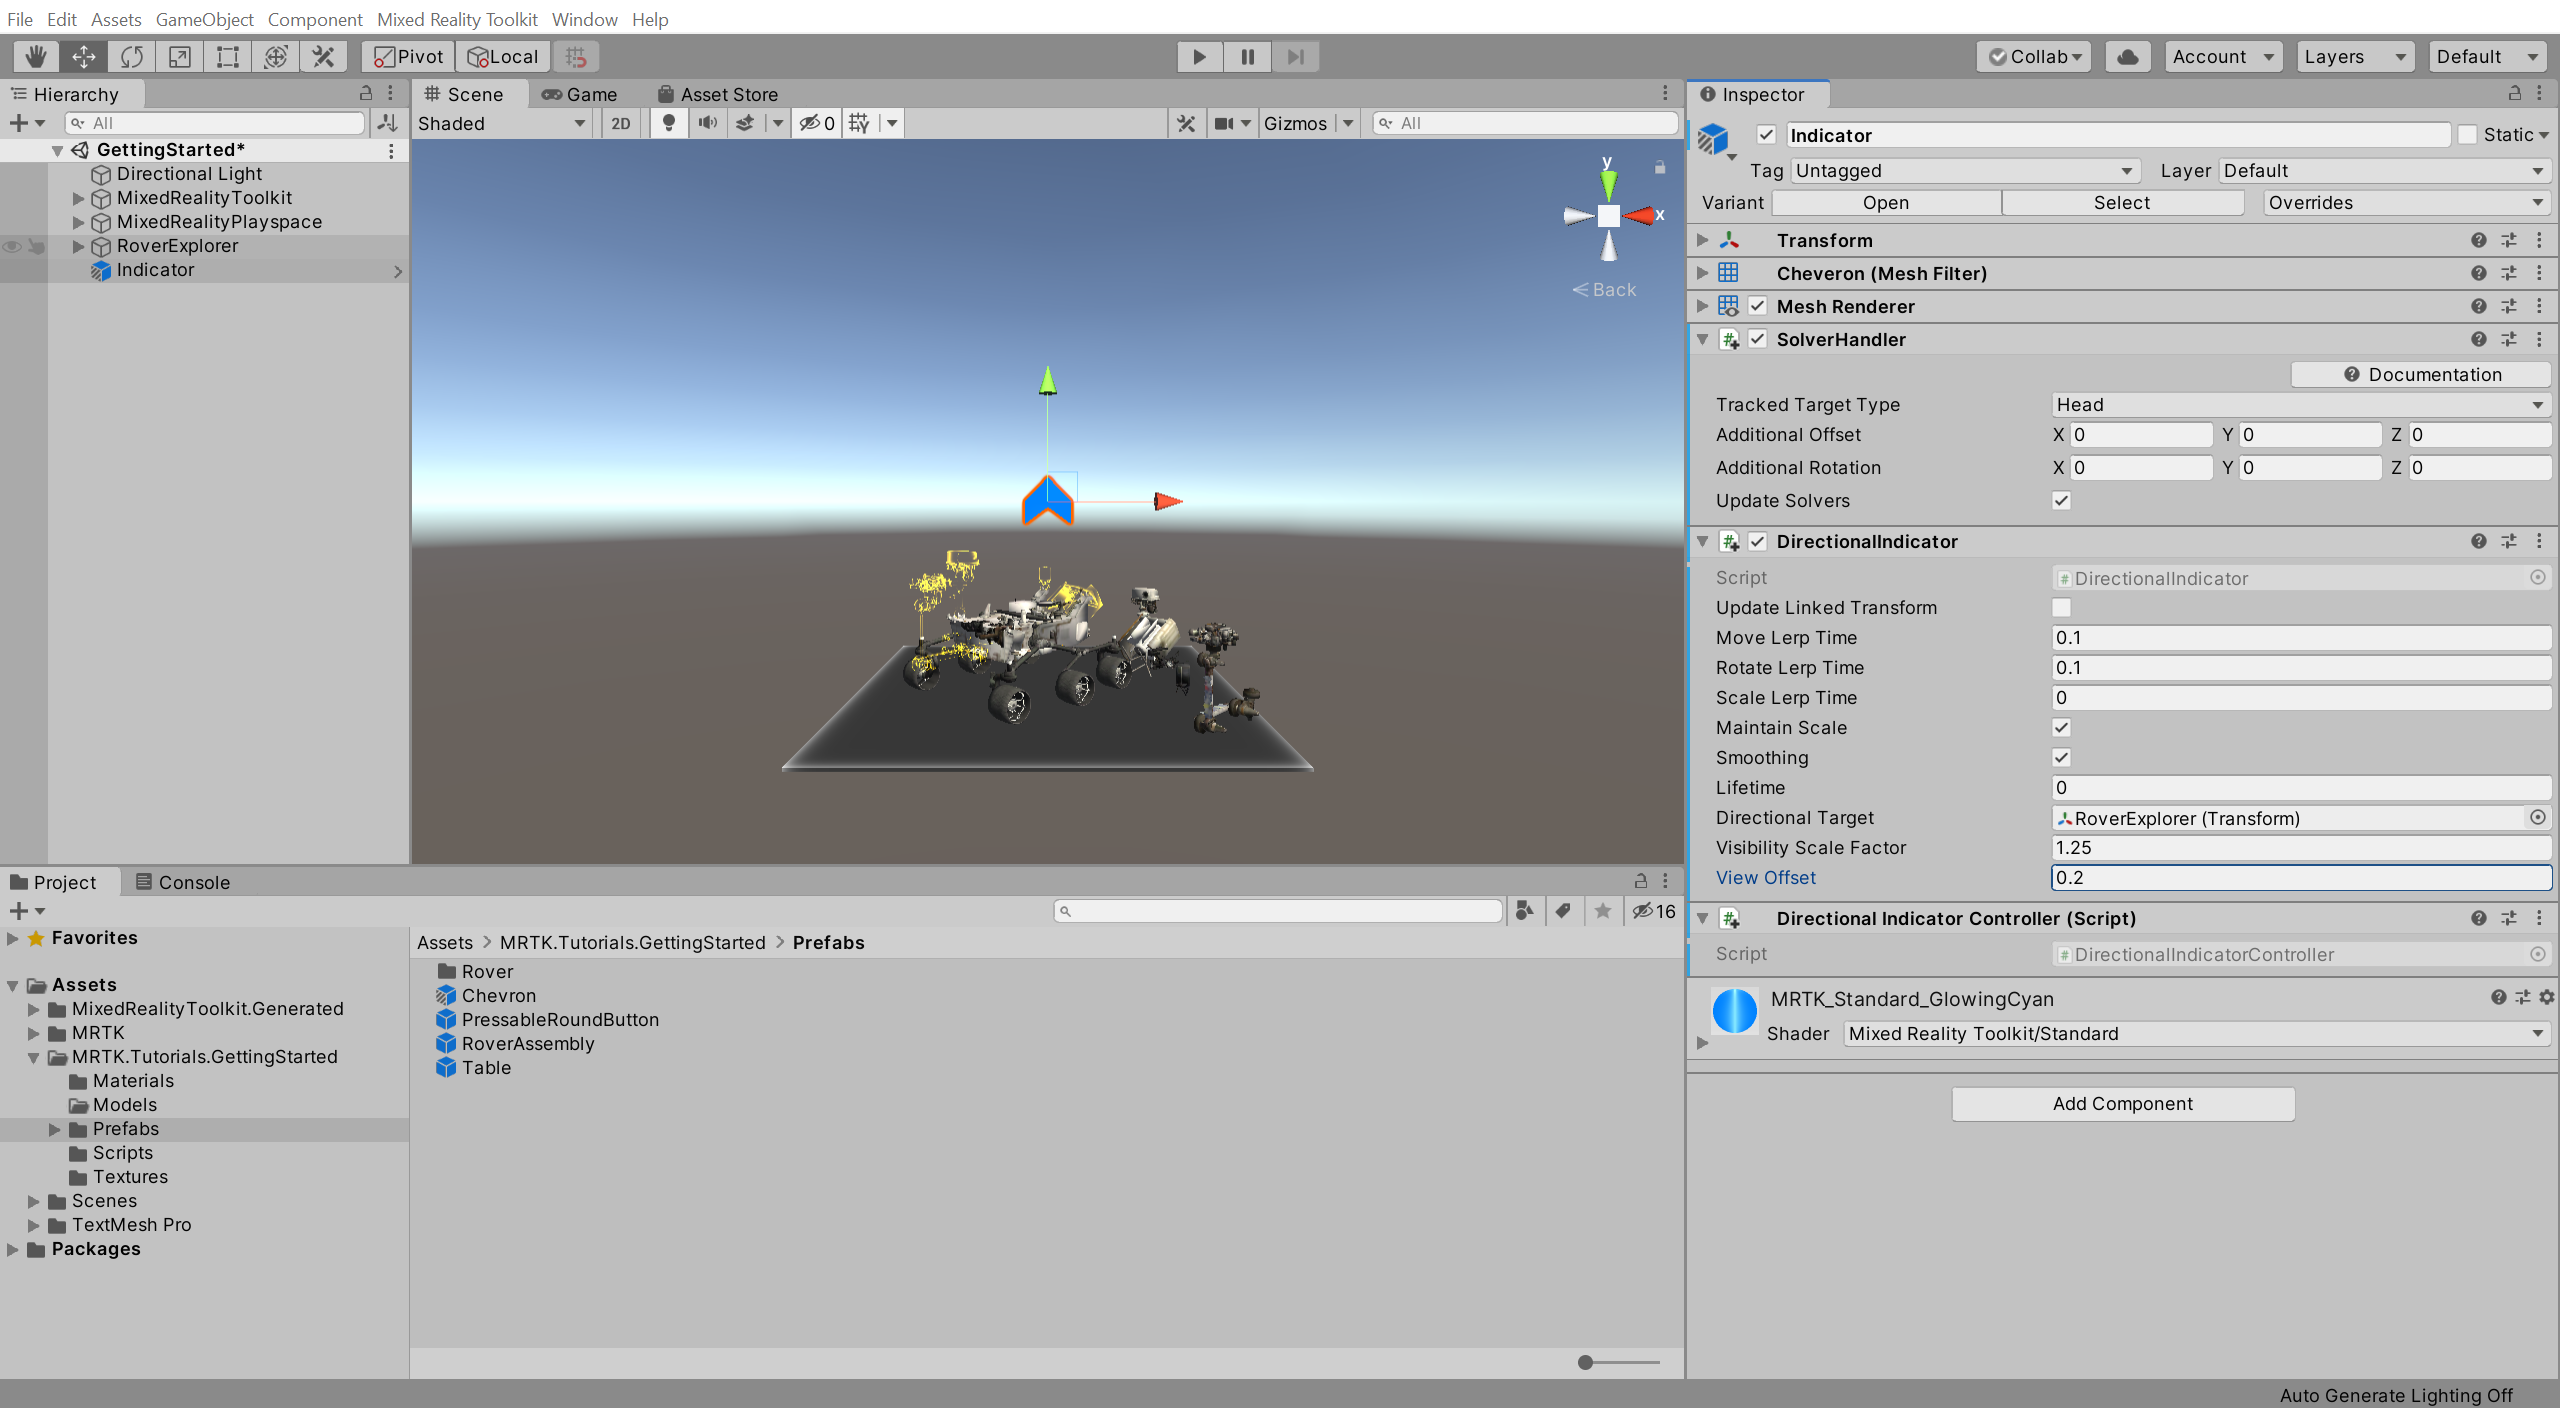 File Edit Assets GameObject Component Mixed Reality Toolkit Window Help
Pivot Local Collab Account Layers Default
Hierarchy
All
GettingStarted*
Directional Light
MixedRealityToolkit
MixedRealityPlayspace
RoverExplorer
Indicator
Scene Game Asset Store
Shaded 2D 0 Gizmos All
y
x
Back
Inspector
Indicator Static
Tag Untagged Layer Default
Variant Open Select Overrides
Transform
Cheveron (Mesh Filter)
Mesh Renderer
SolverHandler
Documentation
Tracked Target Type Head
Additional Offset X 0 Y 0 Z 0
Additional Rotation X 0 Y 0 Z 0
Update Solvers
DirectionalIndicator
Script DirectionalIndicator
Update Linked Transform
Move Lerp Time 0.1
Rotate Lerp Time 0.1
Scale Lerp Time 0
Maintain Scale
Smoothing
Lifetime 0
Directional Target RoverExplorer (Transform)
Visibility Scale Factor 1.25
View Offset 0.2
Directional Indicator Controller (Script)
Script DirectionalIndicatorController
MRTK_Standard_GlowingCyan
Shader Mixed Reality Toolkit/Standard
Add Component
Project Console
16
Favorites
Assets
MixedRealityToolkit.Generated
MRTK
MRTK.Tutorials.GettingStarted
Materials
Models
Prefabs
Scripts
Textures
Scenes
TextMesh Pro
Packages
Assets > MRTK.Tutorials.GettingStarted > Prefabs
Rover
Chevron
PressableRoundButton
RoverAssembly
Table
Auto Generate Lighting Off